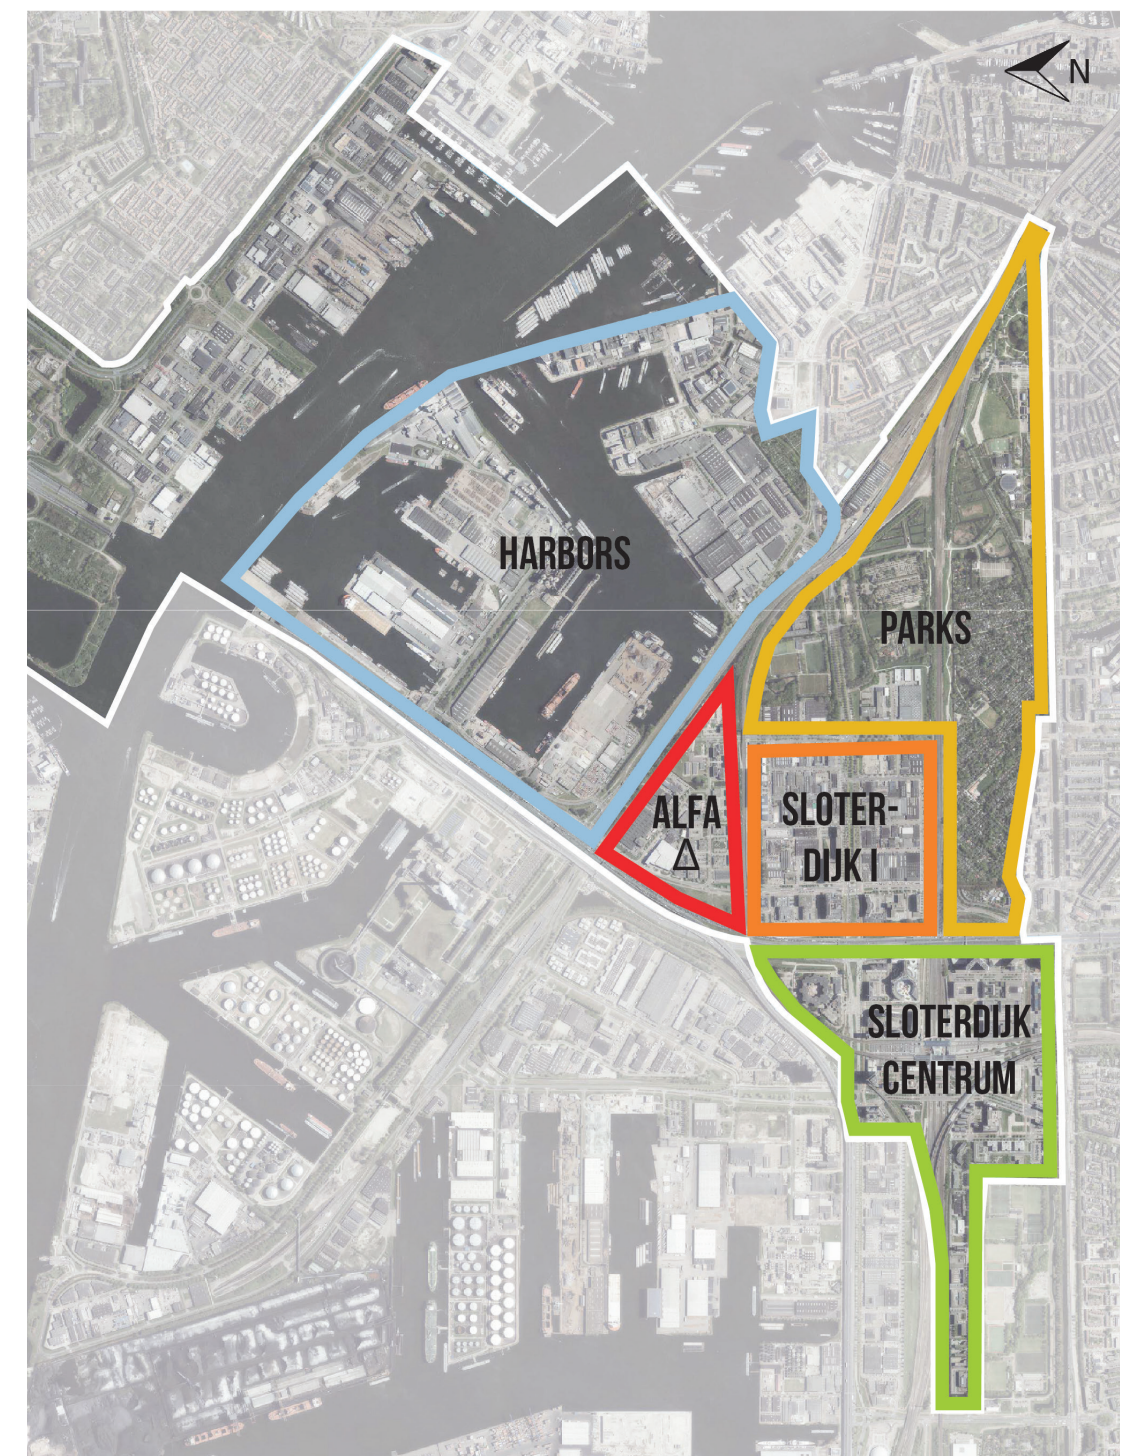 N
HARBORS
PARKS
ALFA
SLOTER-
DIJK I
SLOTERDIJK
CENTRUM